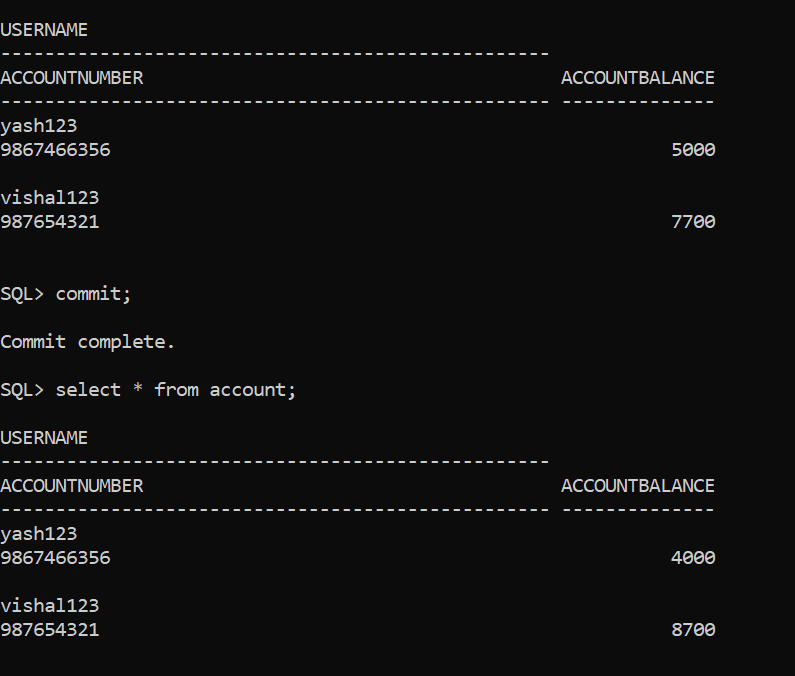 USERNAME
--------------------------------------------------
ACCOUNTNUMBER                                      ACCOUNTBALANCE
-------------------------------------------------- --------------
yash123
9867466356                                                   5000

vishal123
987654321                                                    7700


SQL> commit;

Commit complete.

SQL> select * from account;

USERNAME
--------------------------------------------------
ACCOUNTNUMBER                                      ACCOUNTBALANCE
-------------------------------------------------- --------------
yash123
9867466356                                                   4000

vishal123
987654321                                                    8700